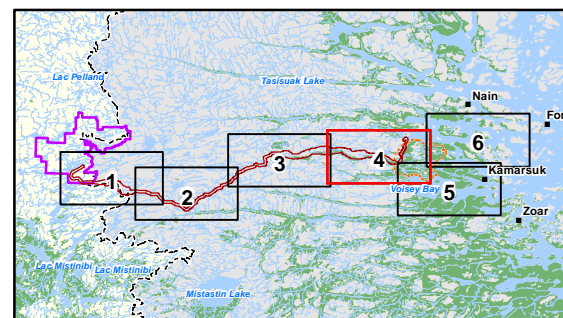 Lac Pelland
Tasisuak Lake
Nain
For
6
1
2
3
4
Kamarsuk
Voisey Bay
5
Zoar
Lac Mistinibi
Lac Mistinibi
Mistastin Lake